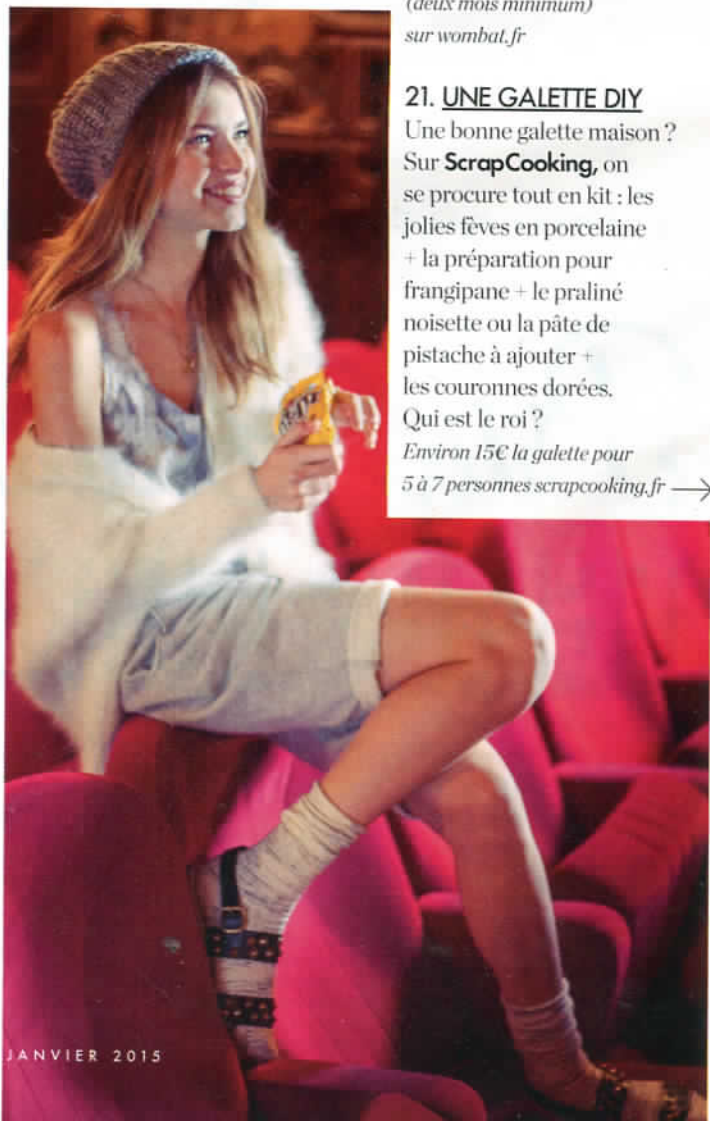 (deux mois minimum)
sur wombat.fr
21. UNE GALETTE DIY
Une bonne galette maison ?
Sur ScrapCooking, on
se procure tout en kit : les
jolies fèves en porcelaine
+ la préparation pour
frangipane + le praliné
noisette ou la pâte de
pistache à ajouter +
les couronnes dorées.
Qui est le roi ?
Environ 15€ la galette pour
5 à 7 personnes scrapcooking.fr →
JANVIER 2015